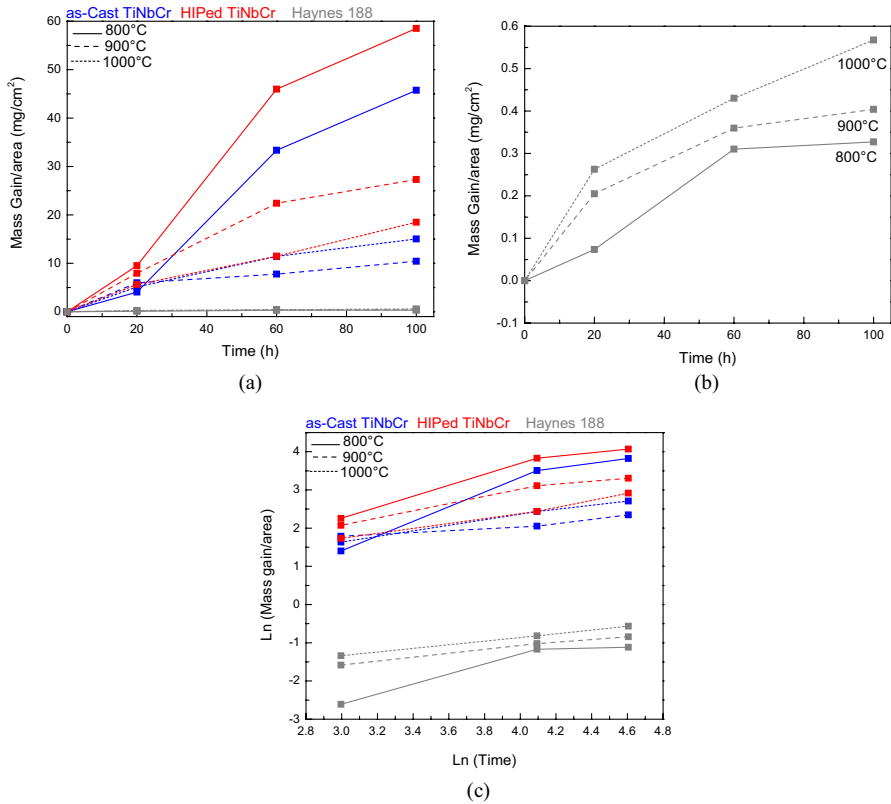 as-Cast TiNbCr HIPed TiNbCr Haynes 188
800°C
900°C
1000°C
Mass Gain/area (mg/cm²)
60
50
40
30
20
10
0
0 20 40 60 80 100
Time (h)
(a)
Mass Gain/area (mg/cm²)
0.6
0.5
0.4
0.3
0.2
0.1
0.0
-0.1
1000°C
900°C
800°C
0 20 40 60 80 100
Time (h)
(b)
as-Cast TiNbCr HIPed TiNbCr Haynes 188
800°C
900°C
1000°C
Ln (Mass gain/area)
4
3
2
1
0
-1
-2
-3
2.8 3.0 3.2 3.4 3.6 3.8 4.0 4.2 4.4 4.6 4.8
Ln (Time)
(c)